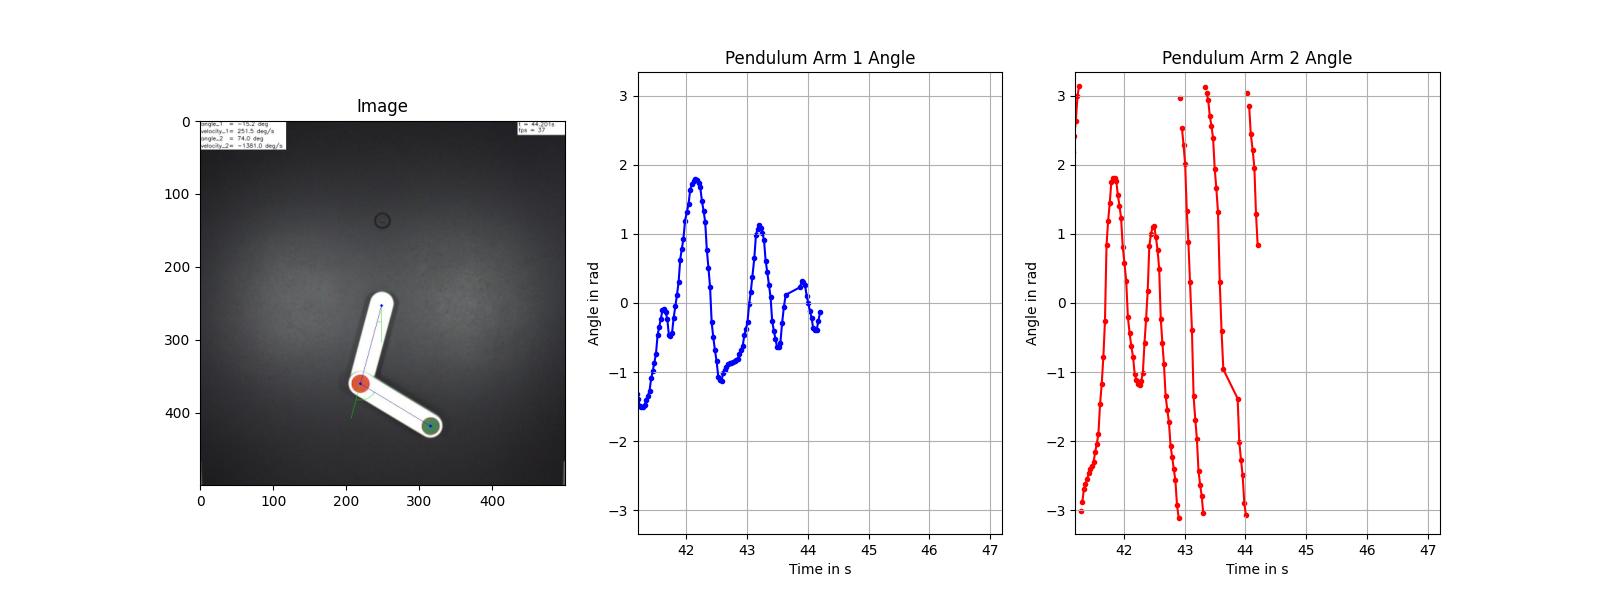 Image
angle_1 = -15.2 deg
velocity_1= 251.5 deg/s
angle_2 = 74.0 deg
velocity_2= -1381.0 deg/s
t = 44.201s
fps = 37
0
100
200
300
400
0 100 200 300 400
Pendulum Arm 1 Angle
Angle in rad
3
2
1
0
−1
−2
−3
42 43 44 45 46 47
Time in s
Pendulum Arm 2 Angle
Angle in rad
3
2
1
0
−1
−2
−3
42 43 44 45 46 47
Time in s